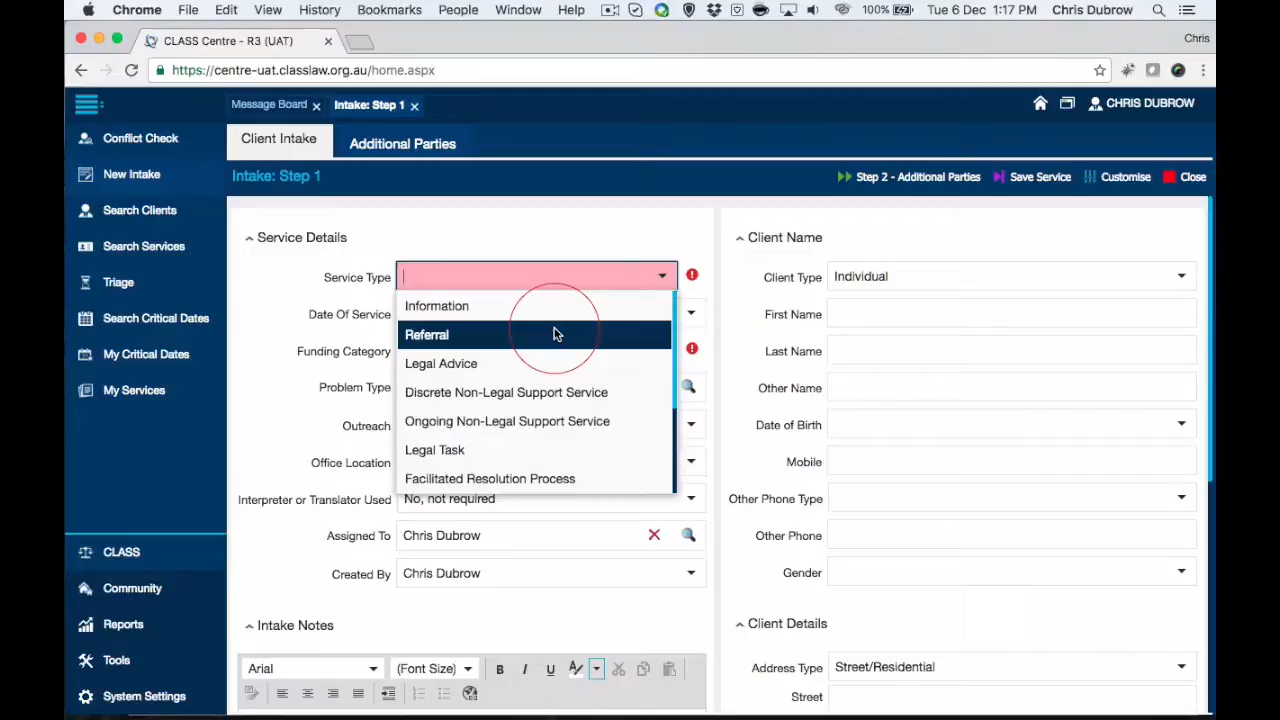 Chrome File Edit View History Bookmarks People Window Help 100% Tue 6 Dec 1:17 PM Chris Dubrow
CLASS Centre - R3 (UAT) Chris
https://centre-uat.classlaw.org.au/home.aspx
Message Board Intake: Step 1 CHRIS DUBROW
Conflict Check
New Intake
Search Clients
Search Services
Triage
Search Critical Dates
My Critical Dates
My Services
CLASS
Community
Reports
Tools
System Settings
Client Intake Additional Parties
Intake: Step 1 Step 2 - Additional Parties Save Service Customise Close
Service Details
Service Type
Information
Referral
Legal Advice
Discrete Non-Legal Support Service
Ongoing Non-Legal Support Service
Legal Task
Facilitated Resolution Process
Date Of Service
Funding Category
Problem Type
Outreach
Office Location
Interpreter or Translator Used No, not required
Assigned To Chris Dubrow
Created By Chris Dubrow
Intake Notes
Arial (Font Size) B I U A
Client Name
Client Type Individual
First Name
Last Name
Other Name
Date of Birth
Mobile
Other Phone Type
Other Phone
Gender
Client Details
Address Type Street/Residential
Street